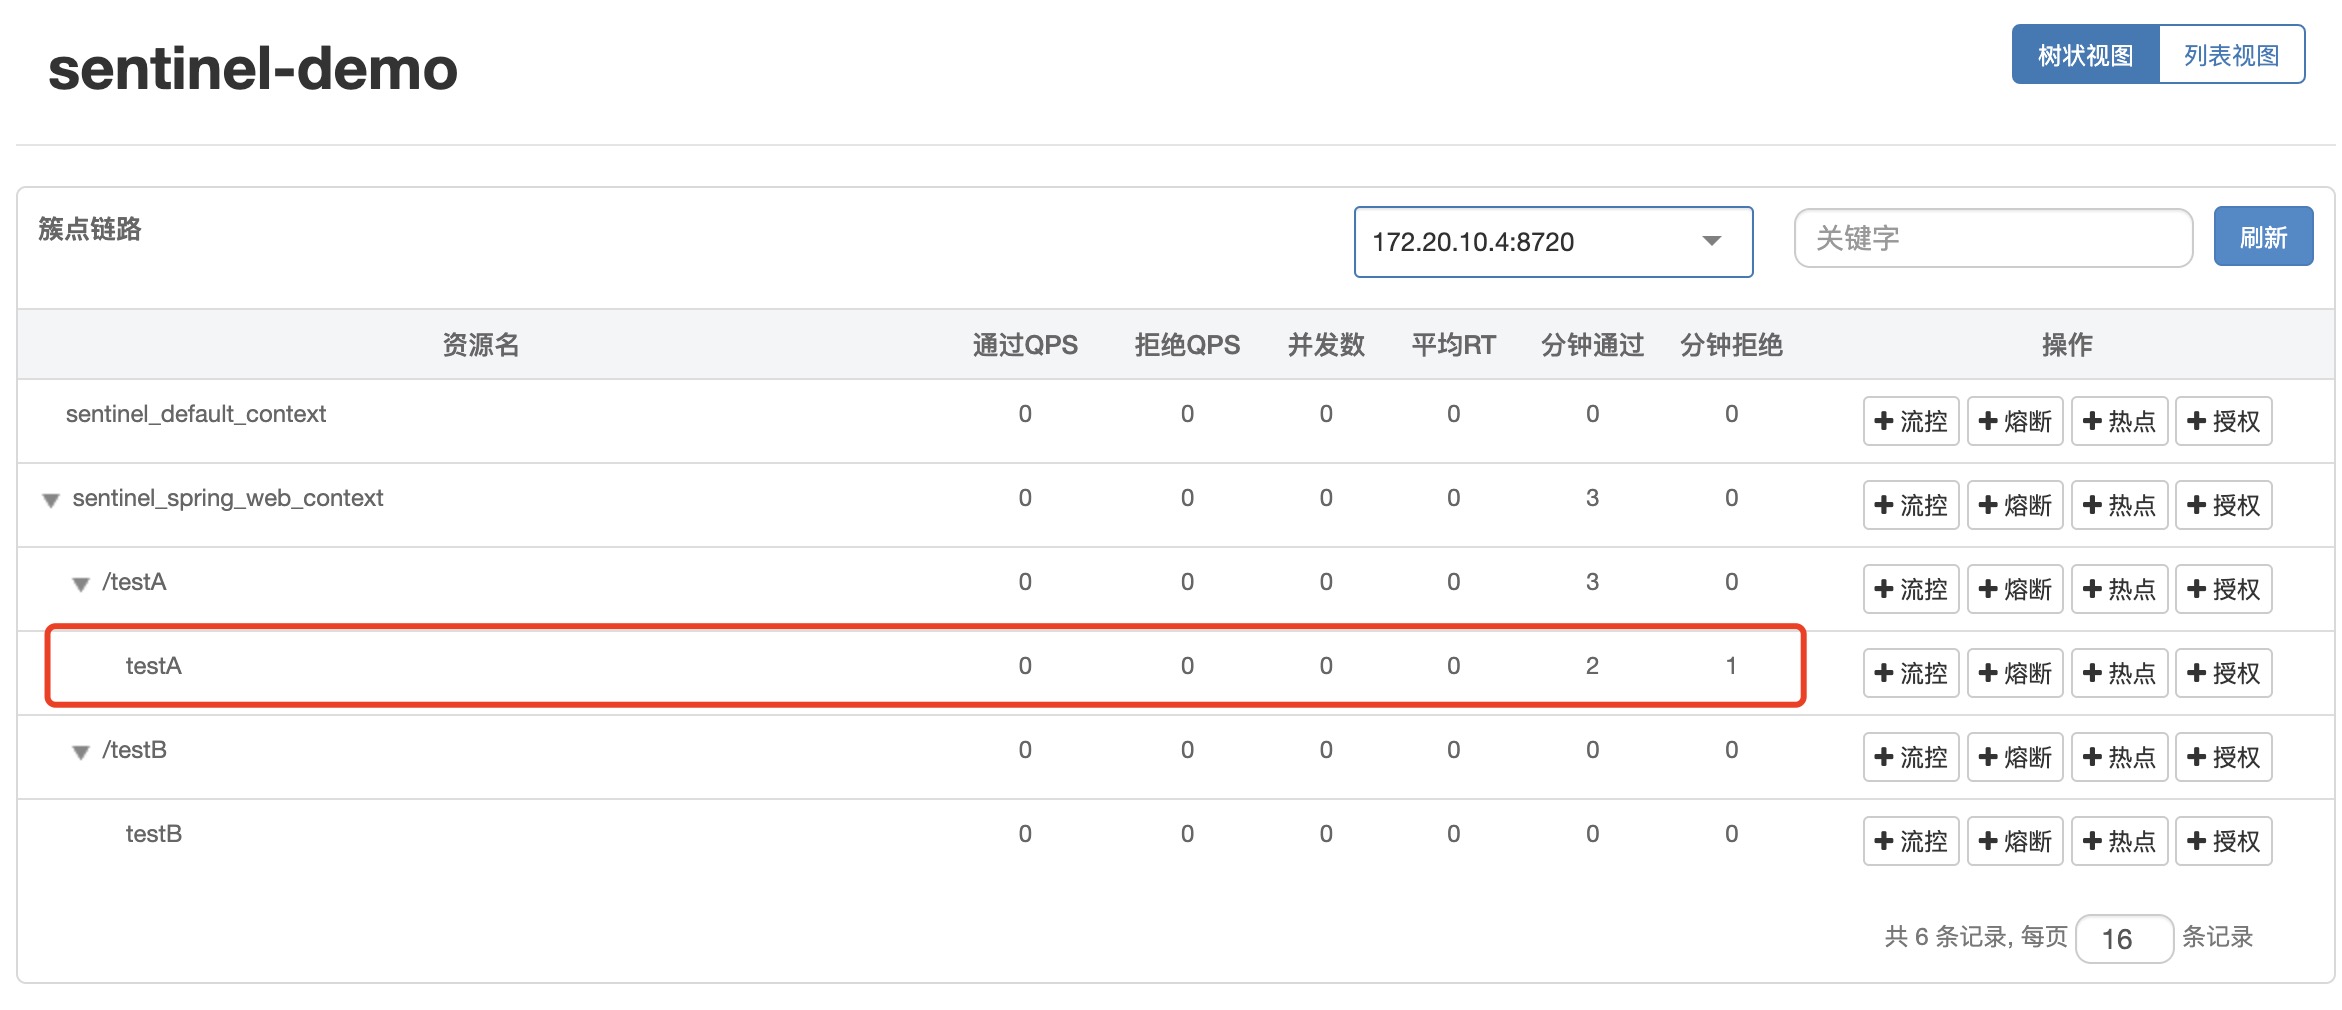 sentinel-demo
树状视图 列表视图
簇点链路 172.20.10.4:8720 关键字 刷新
资源名 通过QPS 拒绝QPS 并发数 平均RT 分钟通过 分钟拒绝 操作
sentinel_default_context 0 0 0 0 0 0 流控 熔断 热点 授权
sentinel_spring_web_context 0 0 0 0 3 0 流控 熔断 热点 授权
/testA 0 0 0 0 3 0 流控 熔断 热点 授权
testA 0 0 0 0 2 1 流控 熔断 热点 授权
/testB 0 0 0 0 0 0 流控 熔断 热点 授权
testB 0 0 0 0 0 0 流控 熔断 热点 授权
共 6 条记录, 每页 16 条记录